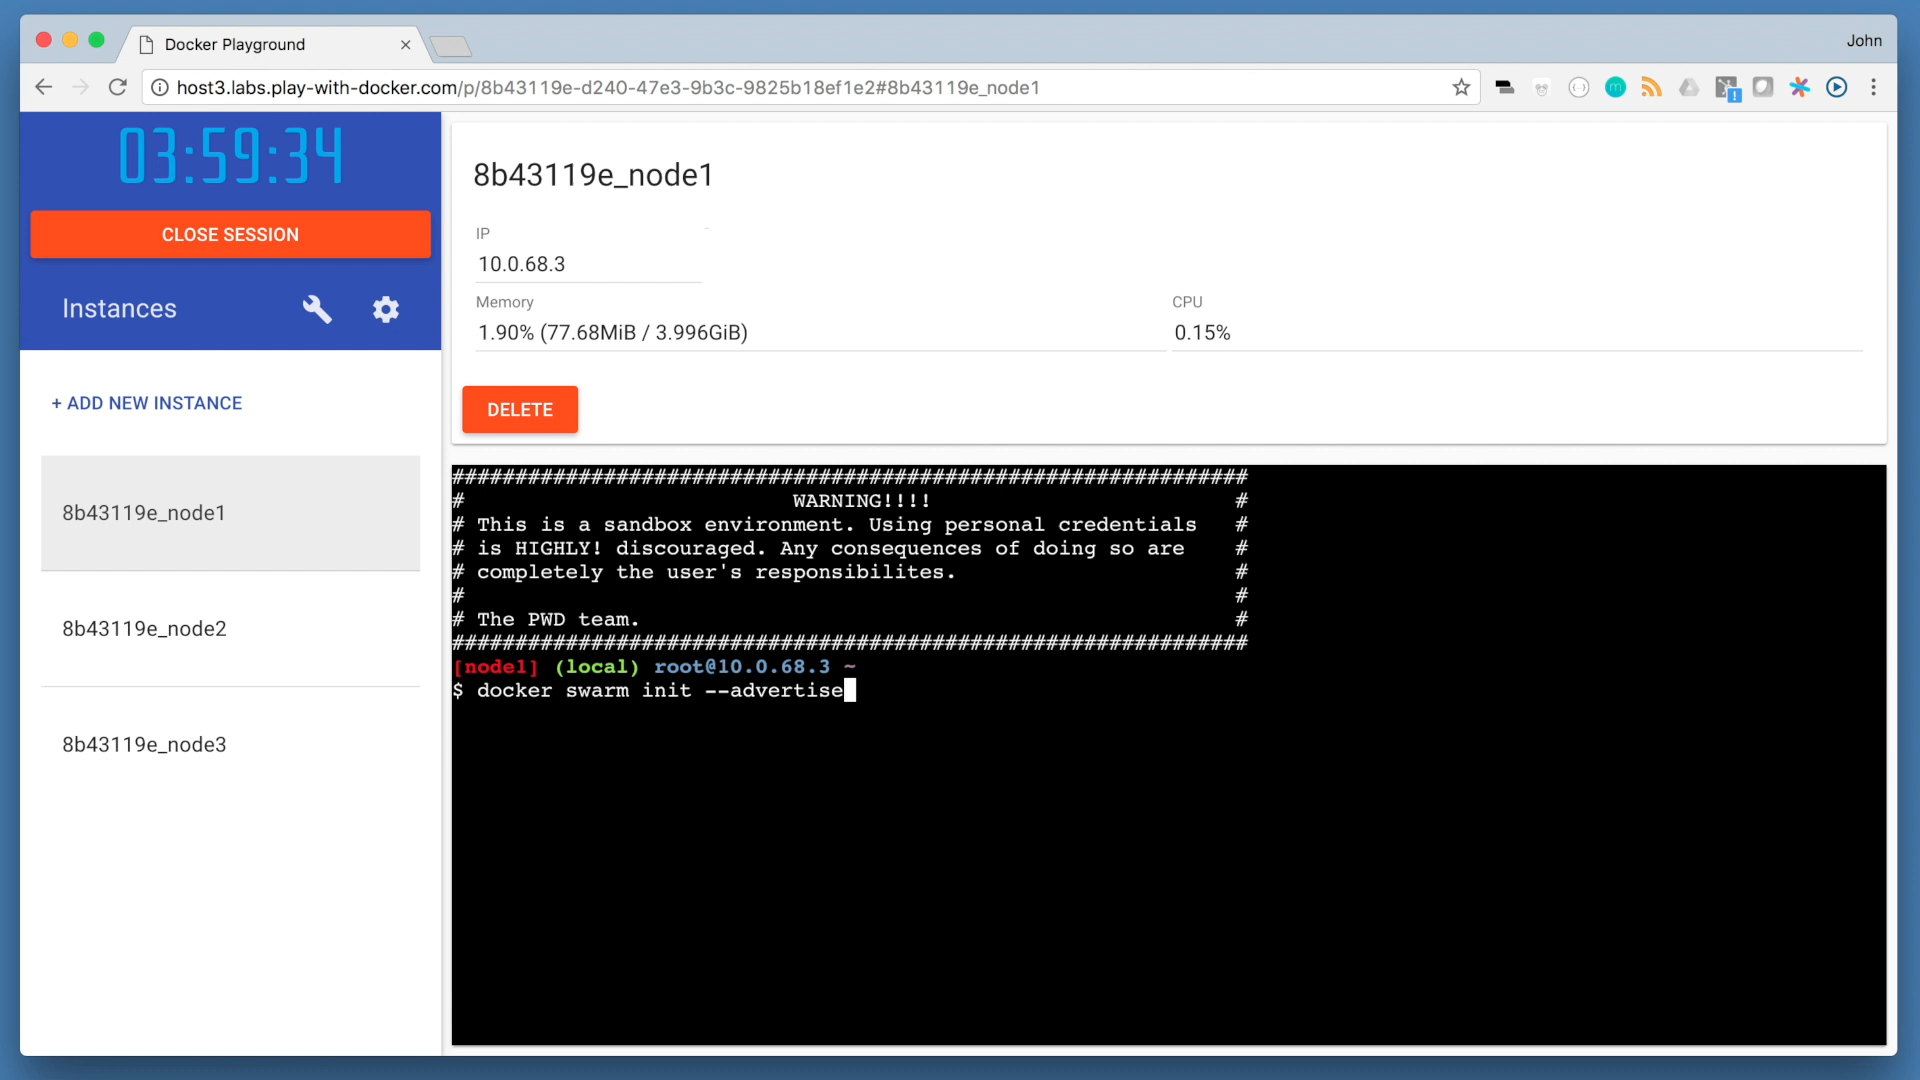 Docker Playground
John
host3.labs.play-with-docker.com/p/8b43119e-d240-47e3-9b3c-9825b18ef1e2#8b43119e_node1
03:59:34
CLOSE SESSION
Instances
+ ADD NEW INSTANCE
8b43119e_node1
8b43119e_node2
8b43119e_node3
8b43119e_node1
IP
10.0.68.3
Memory
1.90% (77.68MiB / 3.996GiB)
CPU
0.15%
DELETE
###############################################################
#                          WARNING!!!!                        #
# This is a sandbox environment. Using personal credentials   #
# is HIGHLY! discouraged. Any consequences of doing so are    #
# completely the user's responsibilites.                      #
#                                                             #
# The PWD team.                                               #
###############################################################
[node1] (local) root@10.0.68.3 ~
$ docker swarm init --advertise